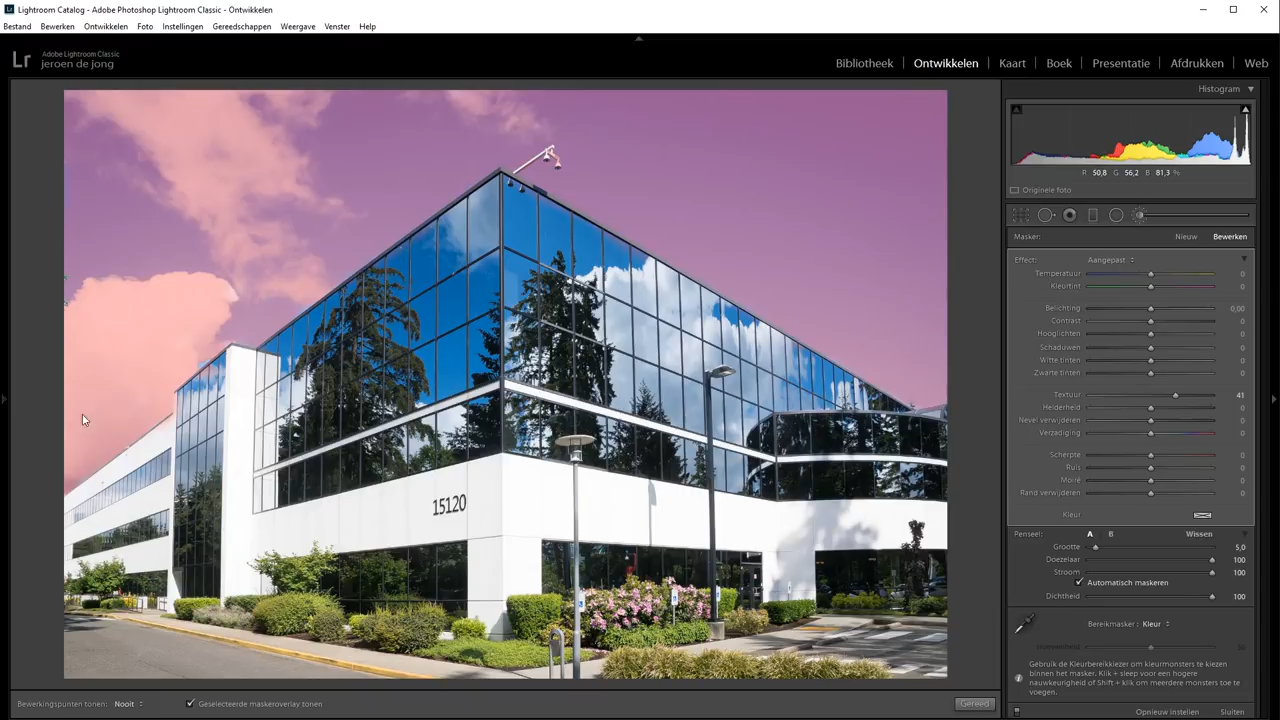 Lightroom Catalog - Adobe Photoshop Lightroom Classic - Ontwikkelen
Bestand Bewerken Ontwikkelen Foto Instellingen Gereedschappen Weergave Venster Help
Lr Adobe Lightroom Classic
jeroen de jong
Bibliotheek Ontwikkelen Kaart Boek Presentatie Afdrukken Web
Histogram
R 50,8 G 56,2 B 81,3 %
Originele foto
Masker: Nieuw Bewerken
Effect: Aangepast
Temperatuur 0
Kleurtint 0
Belichting 0,00
Contrast 0
Hooglichten 0
Schaduwen 0
Witte tinten 0
Zwarte tinten 0
Textuur 41
Helderheid 0
Nevel verwijderen 0
Verzadiging 0
Scherpte 0
Ruis 0
Moiré 0
Rand verwijderen 0
Kleur
Penseel: A B Wissen
Grootte 5,0
Doezelaar 100
Stroom 100
Automatisch maskeren
Dichtheid 100
Bereikmasker: Kleur
Gebruik de Kleurbereikkiezer om kleurmonsters te kiezen
binnen het masker. Klik + sleep voor een hogere
nauwkeurigheid of Shift + klik om meerdere monsters toe te
voegen.
Opnieuw instellen Sluiten
15120
Bewerkingspunten tonen: Nooit Geselecteerde maskeroverlay tonen Gereed